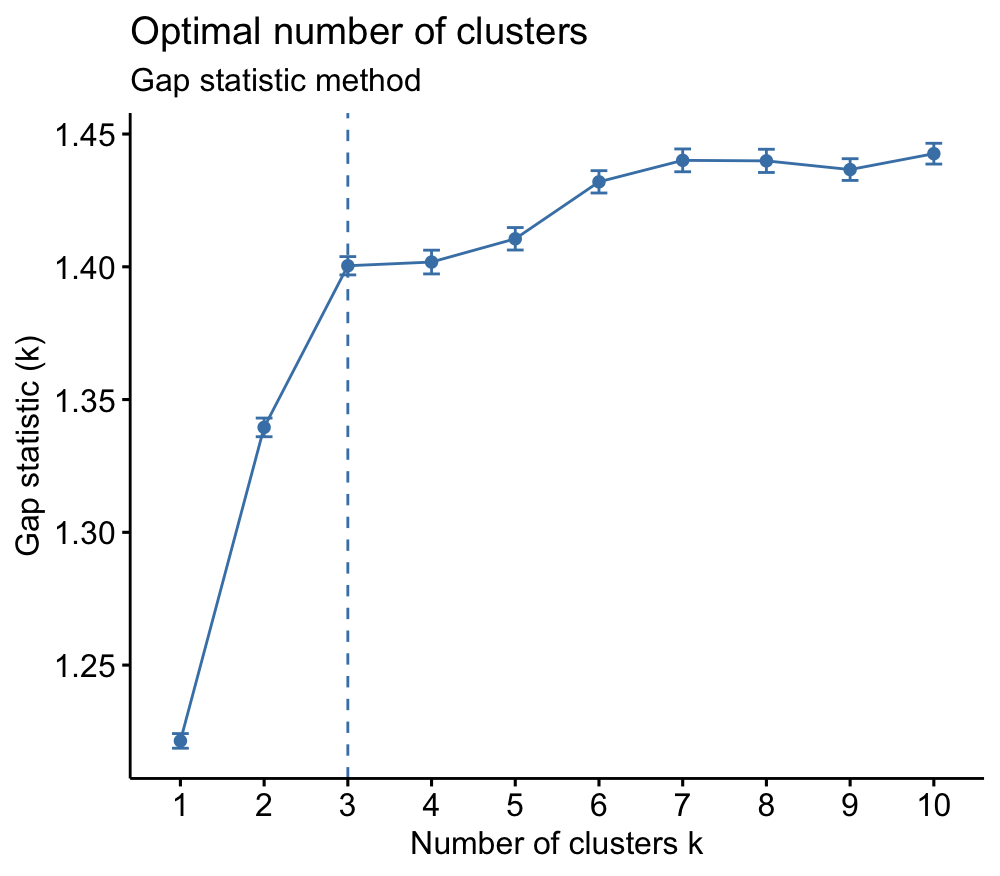 Optimal number of clusters
Gap statistic method
Gap statistic (k)
1.45
1.40
1.35
1.30
1.25
1 2 3 4 5 6 7 8 9 10
Number of clusters k